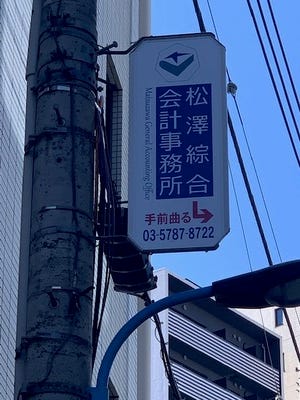 松澤綜合
会計事務所
Matsuzawa General Accounting Office
手前曲る
03-5787-8722